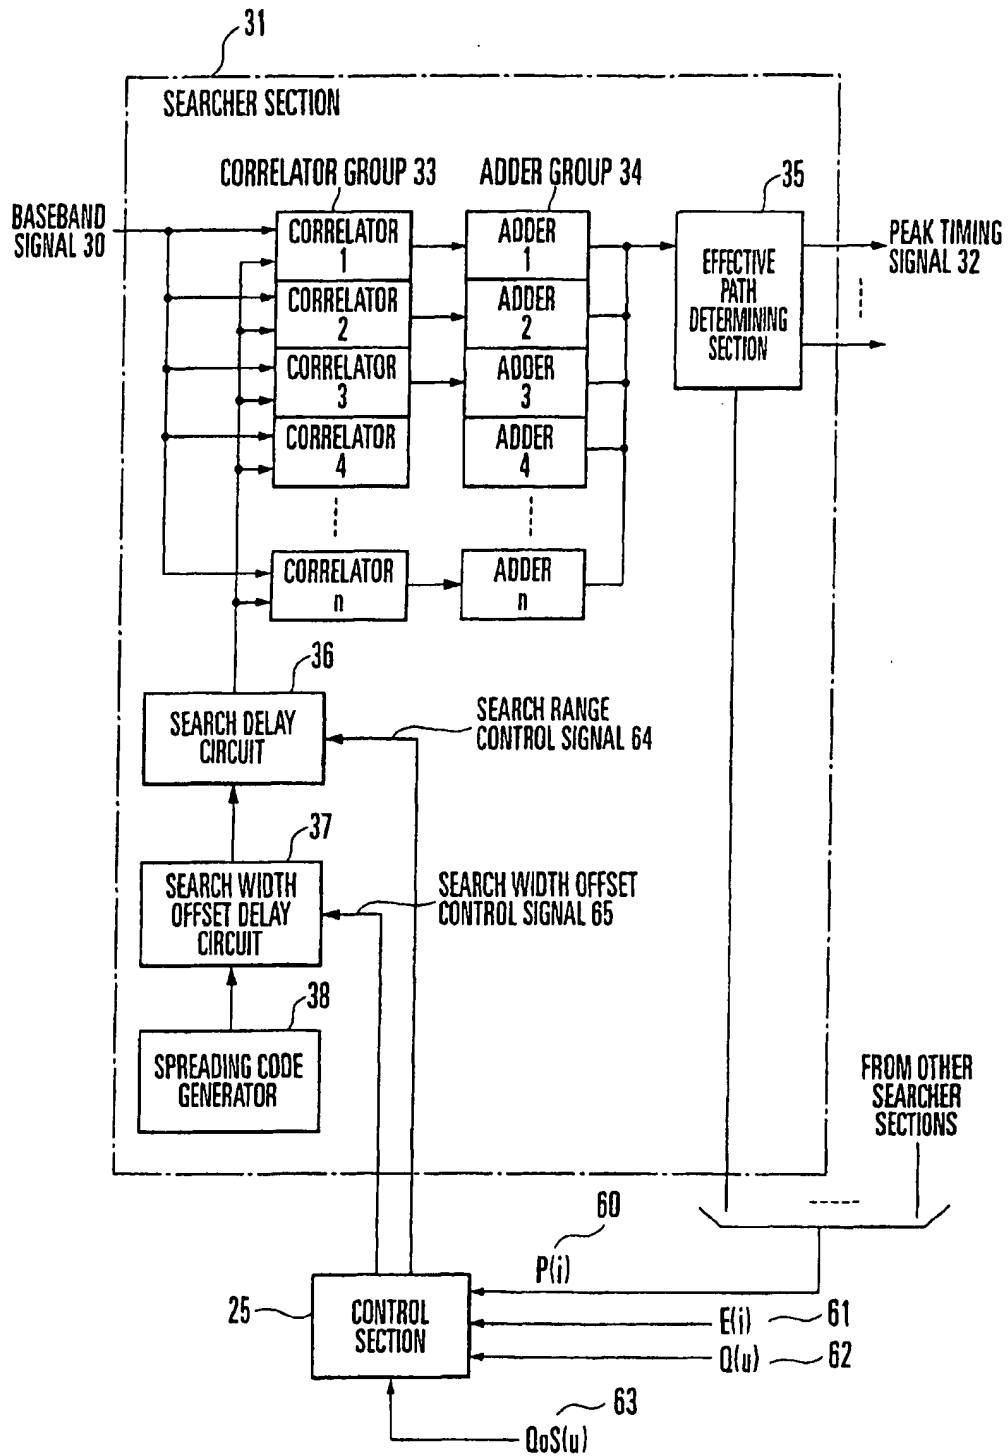 31
SEARCHER SECTION
CORRELATOR GROUP 33
ADDER GROUP 34
35
BASEBAND
SIGNAL 30
CORRELATOR
1
CORRELATOR
2
CORRELATOR
3
CORRELATOR
4
CORRELATOR
n
ADDER
1
ADDER
2
ADDER
3
ADDER
4
ADDER
n
EFFECTIVE
PATH
DETERMINING
SECTION
PEAK TIMING
SIGNAL 32
36
SEARCH DELAY
CIRCUIT
SEARCH RANGE
CONTROL SIGNAL 64
37
SEARCH WIDTH
OFFSET DELAY
CIRCUIT
SEARCH WIDTH OFFSET
CONTROL SIGNAL 65
38
SPREADING CODE
GENERATOR
FROM OTHER
SEARCHER
SECTIONS
60
P(i)
25
CONTROL
SECTION
E(i)
61
Q(u)
62
63
QoS(u)